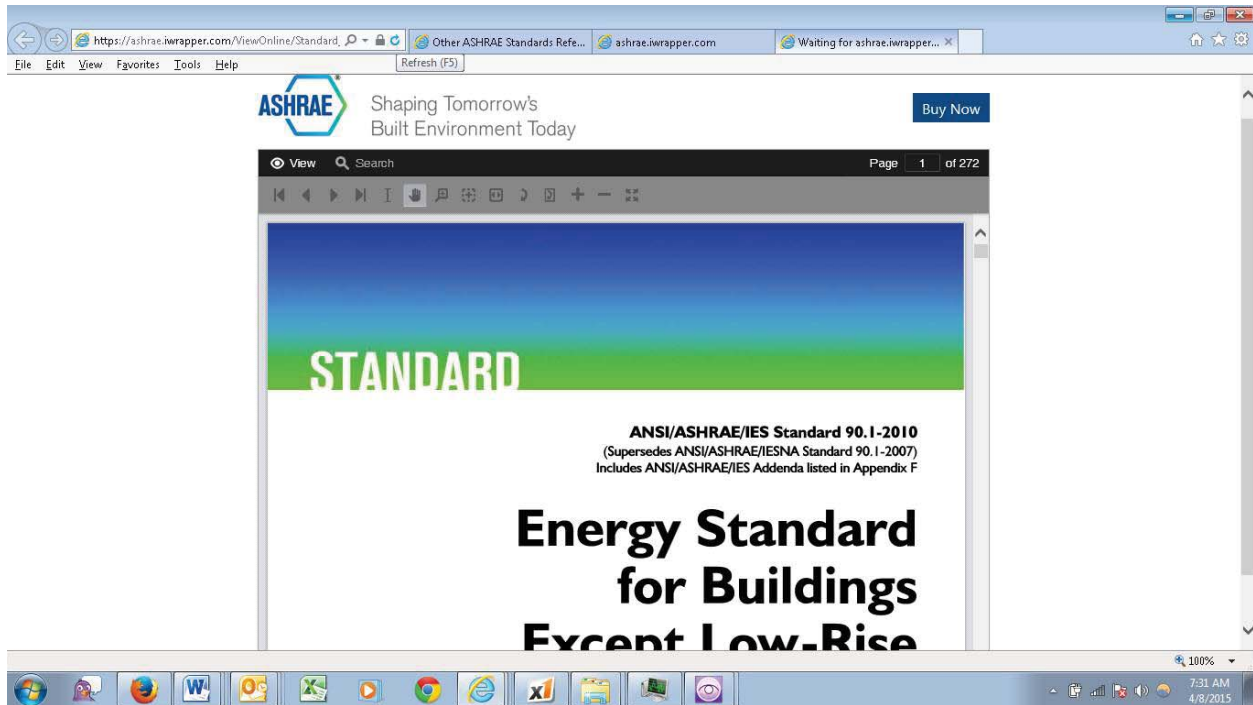 https://ashrae.iwrapper.com/ViewOnline/Standard_
Other ASHRAE Standards Refe...
ashrae.iwrapper.com
Waiting for ashrae.iwrapper...
File Edit View Favorites Tools Help
Refresh (F5)
ASHRAE
Shaping Tomorrow's
Built Environment Today
Buy Now
View Search Page 1 of 272
STANDARD
ANSI/ASHRAE/IES Standard 90.1-2010
(Supersedes ANSI/ASHRAE/IESNA Standard 90.1-2007)
Includes ANSI/ASHRAE/IES Addenda listed in Appendix F
Energy Standard
for Buildings
Except Low-Rise
100%
7:31 AM
4/8/2015